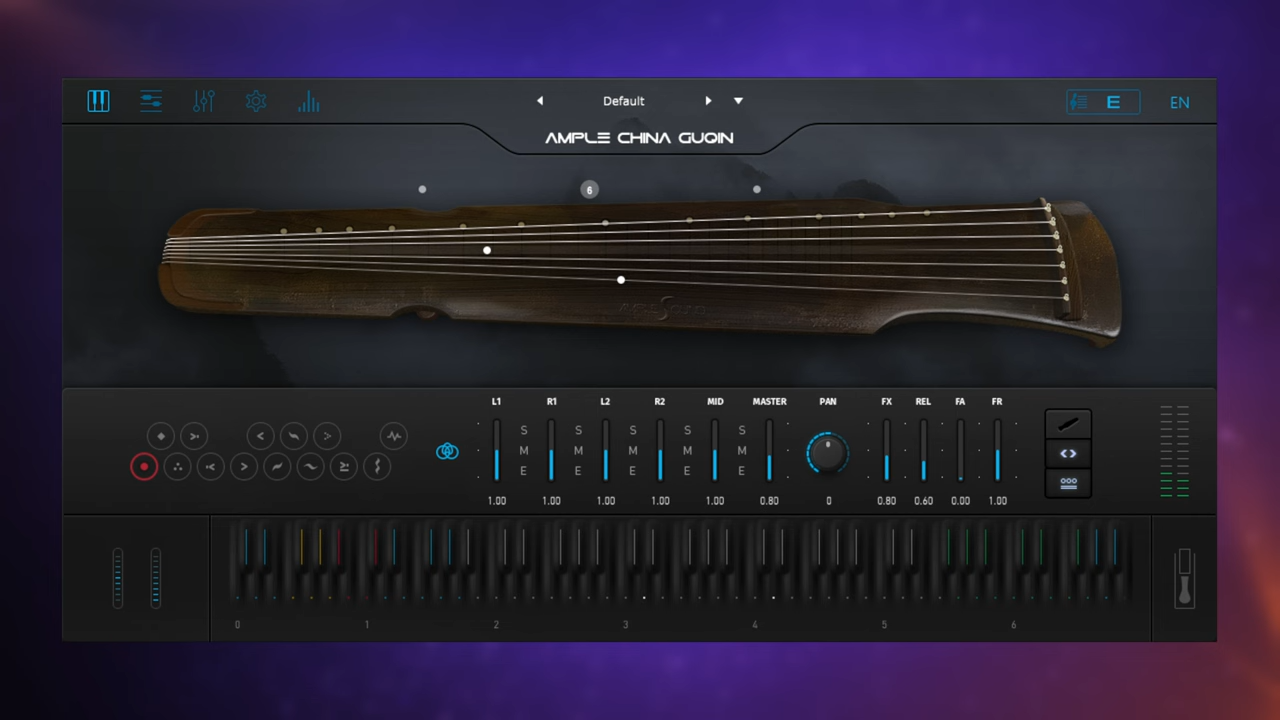 Default
E
EN
AMPLE CHINA GUQIN
6
L1 R1 L2 R2 MID MASTER PAN FX REL FA FR
S S S S S
M M M M M
E E E E E
1.00 1.00 1.00 1.00 1.00 0.80 0 0.80 0.60 0.00 1.00
0 1 2 3 4 5 6